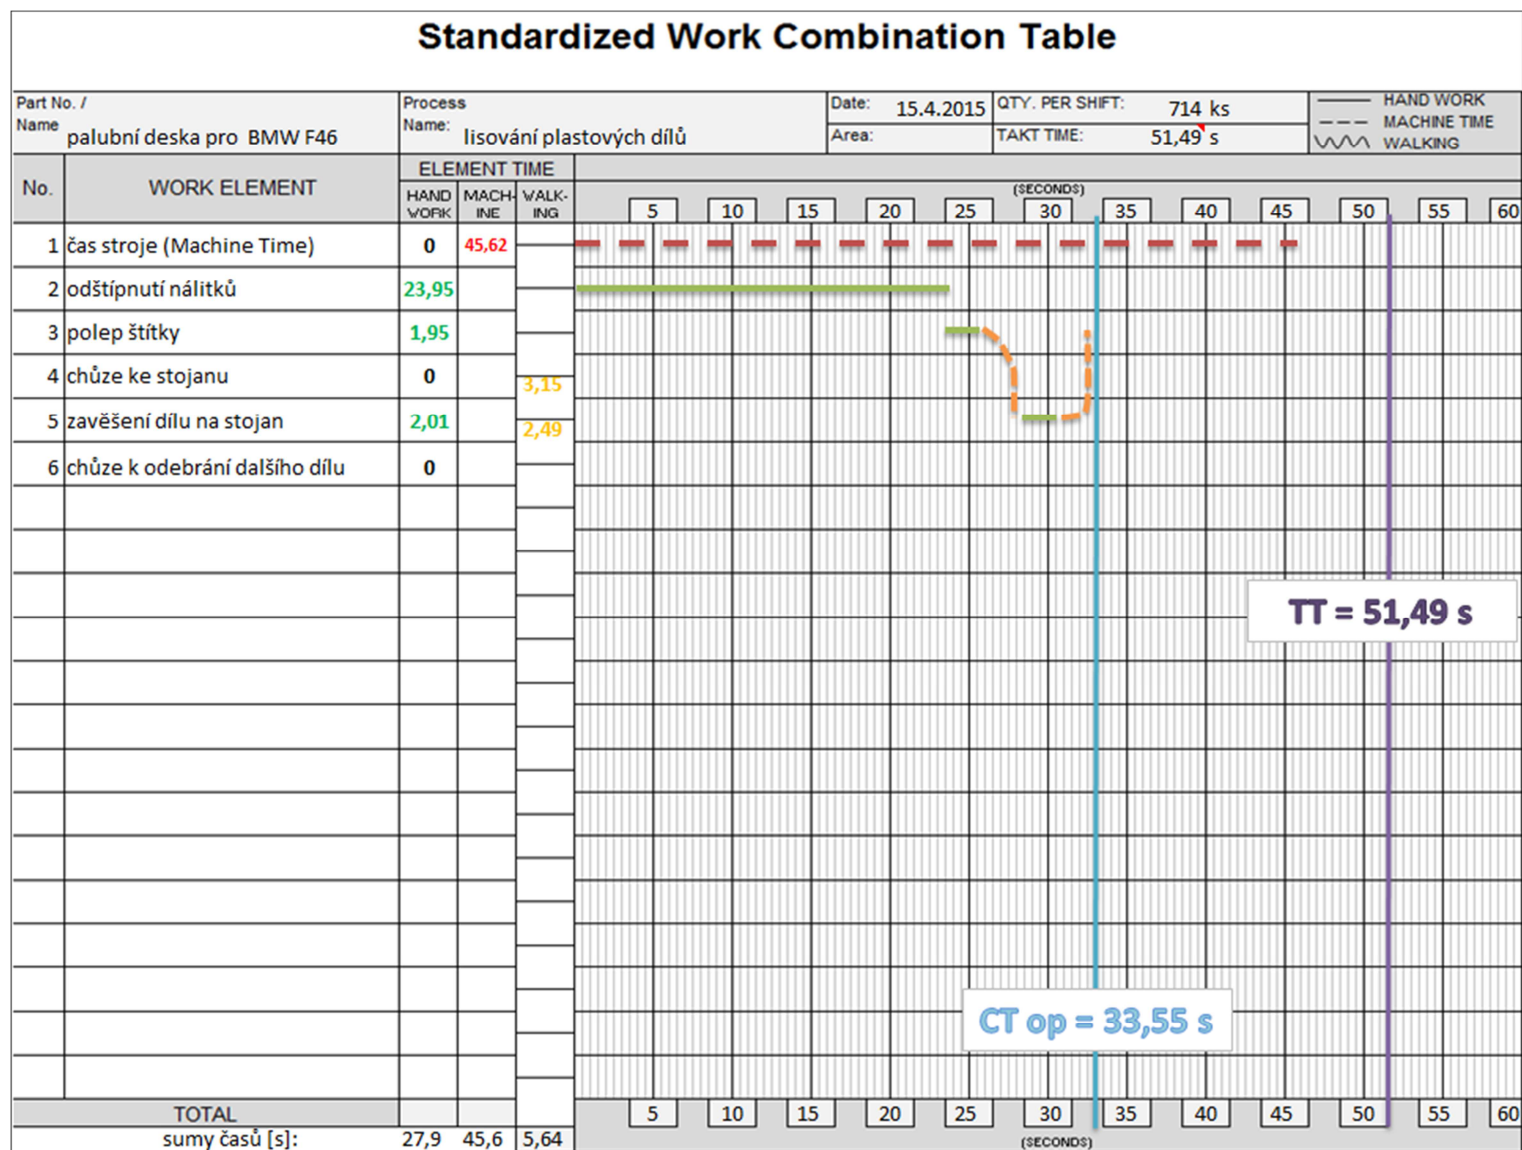 Standardized Work Combination Table
Part No. /
Name palubní deska pro BMW F46
Process
Name: lisování plastových dílů
Date: 15.4.2015
Area:
QTY. PER SHIFT: 714 ks
TAKT TIME: 51,49 s
HAND WORK
MACHINE TIME
WALKING
No. WORK ELEMENT ELEMENT TIME
HAND WORK MACH-INE WALK-ING
(SECONDS)
5 10 15 20 25 30 35 40 45 50 55 60
1 čas stroje (Machine Time) 0 45,62
2 odštípnutí nálitků 23,95
3 polep štítky 1,95
4 chůze ke stojanu 0 3,15
5 zavěšení dílu na stojan 2,01 2,49
6 chůze k odebrání dalšího dílu 0
TT = 51,49 s
CT op = 33,55 s
TOTAL 5 10 15 20 25 30 35 40 45 50 55 60
sumy časů [s]: 27,9 45,6 5,64 (SECONDS)